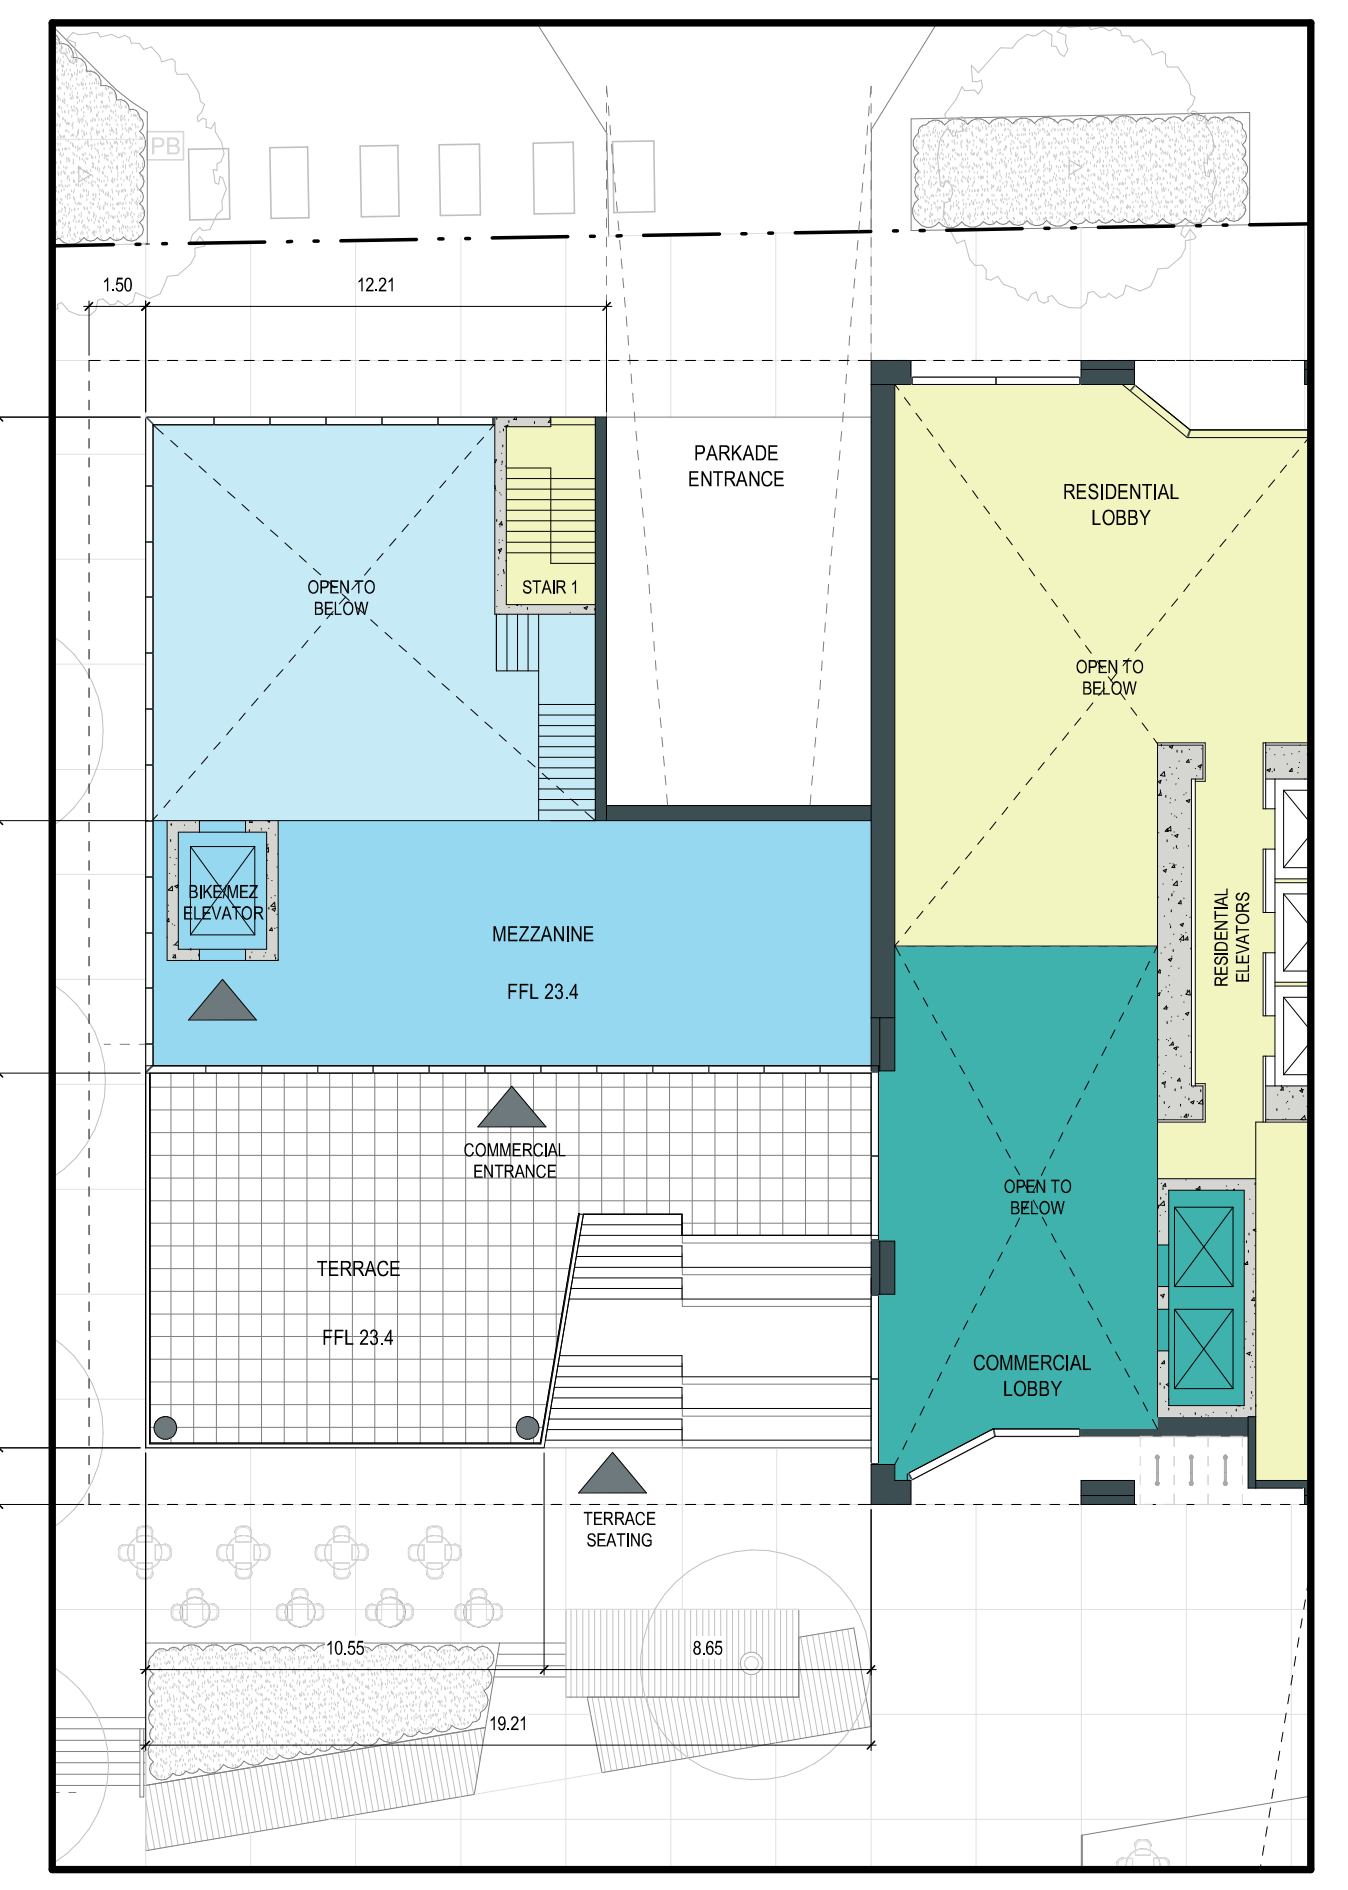 PB
1.50
12.21
PARKADE
ENTRANCE
RESIDENTIAL
LOBBY
OPEN TO
BELOW
STAIR 1
OPEN TO
BELOW
BIKE/MEZ
ELEVATOR
MEZZANINE
FFL 23.4
RESIDENTIAL
ELEVATORS
COMMERCIAL
ENTRANCE
OPEN TO
BELOW
TERRACE
FFL 23.4
COMMERCIAL
LOBBY
TERRACE
SEATING
10.55
8.65
19.21